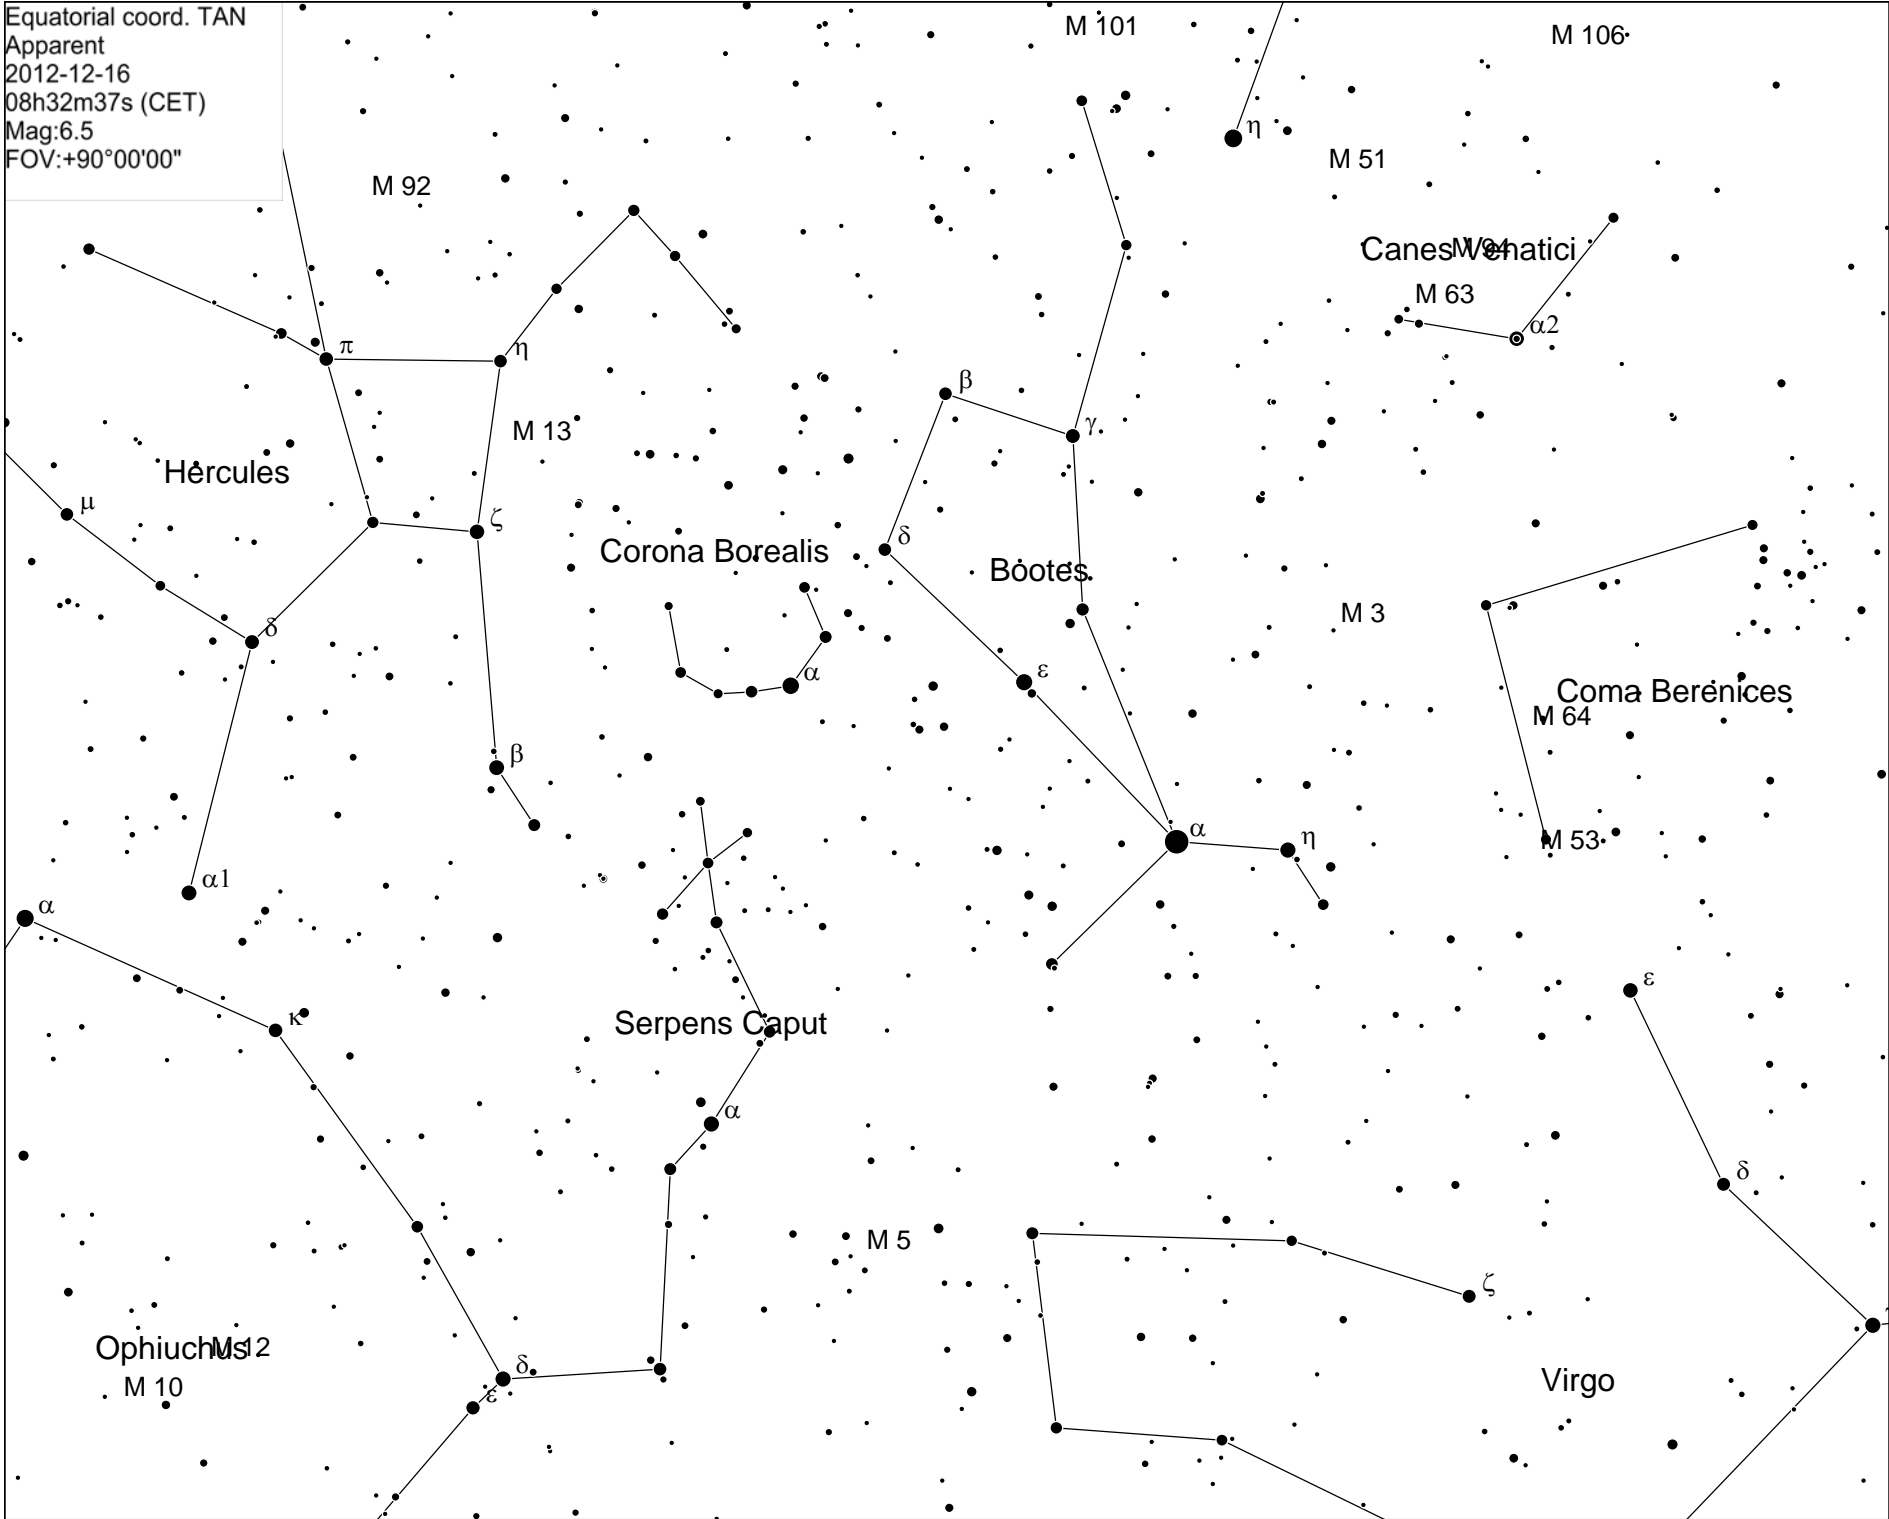 Equatorial coord. TAN
Apparent
2012-12-16
08h32m37s (CET)
Mag:6.5
FOV:+90°00'00"
M 101
M 106
η
M 51
M 92
Canes Venatici
M 94
M 63
α2
π
η
β
γ
M 13
Hercules
μ
ζ
δ
Corona Borealis
Bootes
M 3
δ
α
ε
Coma Berenices
M 64
β
α
η
M 53
α1
α
ε
κ
Serpens Caput
α
δ
M 5
ζ
Ophiuchus
M 12
M 10
δ
ε
Virgo